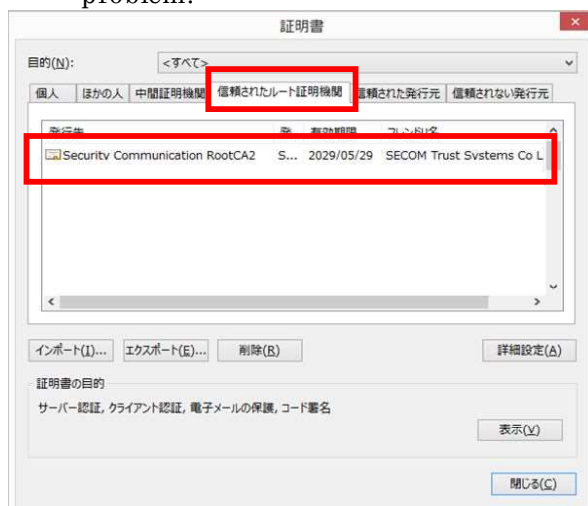 problem?
証明書
目的(N):
<すべて>
個人
ほかの人
中間証明機関
信頼されたルート証明機関
信頼された発行元
信頼されない発行元
発行先
発
有効期限
フレンドリ名
Security Communication RootCA2
S...
2029/05/29
SECOM Trust Systems Co L
インポート(I)...
エクスポート(E)...
削除(R)
詳細設定(A)
証明書の目的
サーバー認証, クライアント認証, 電子メールの保護, コード署名
表示(V)
閉じる(C)